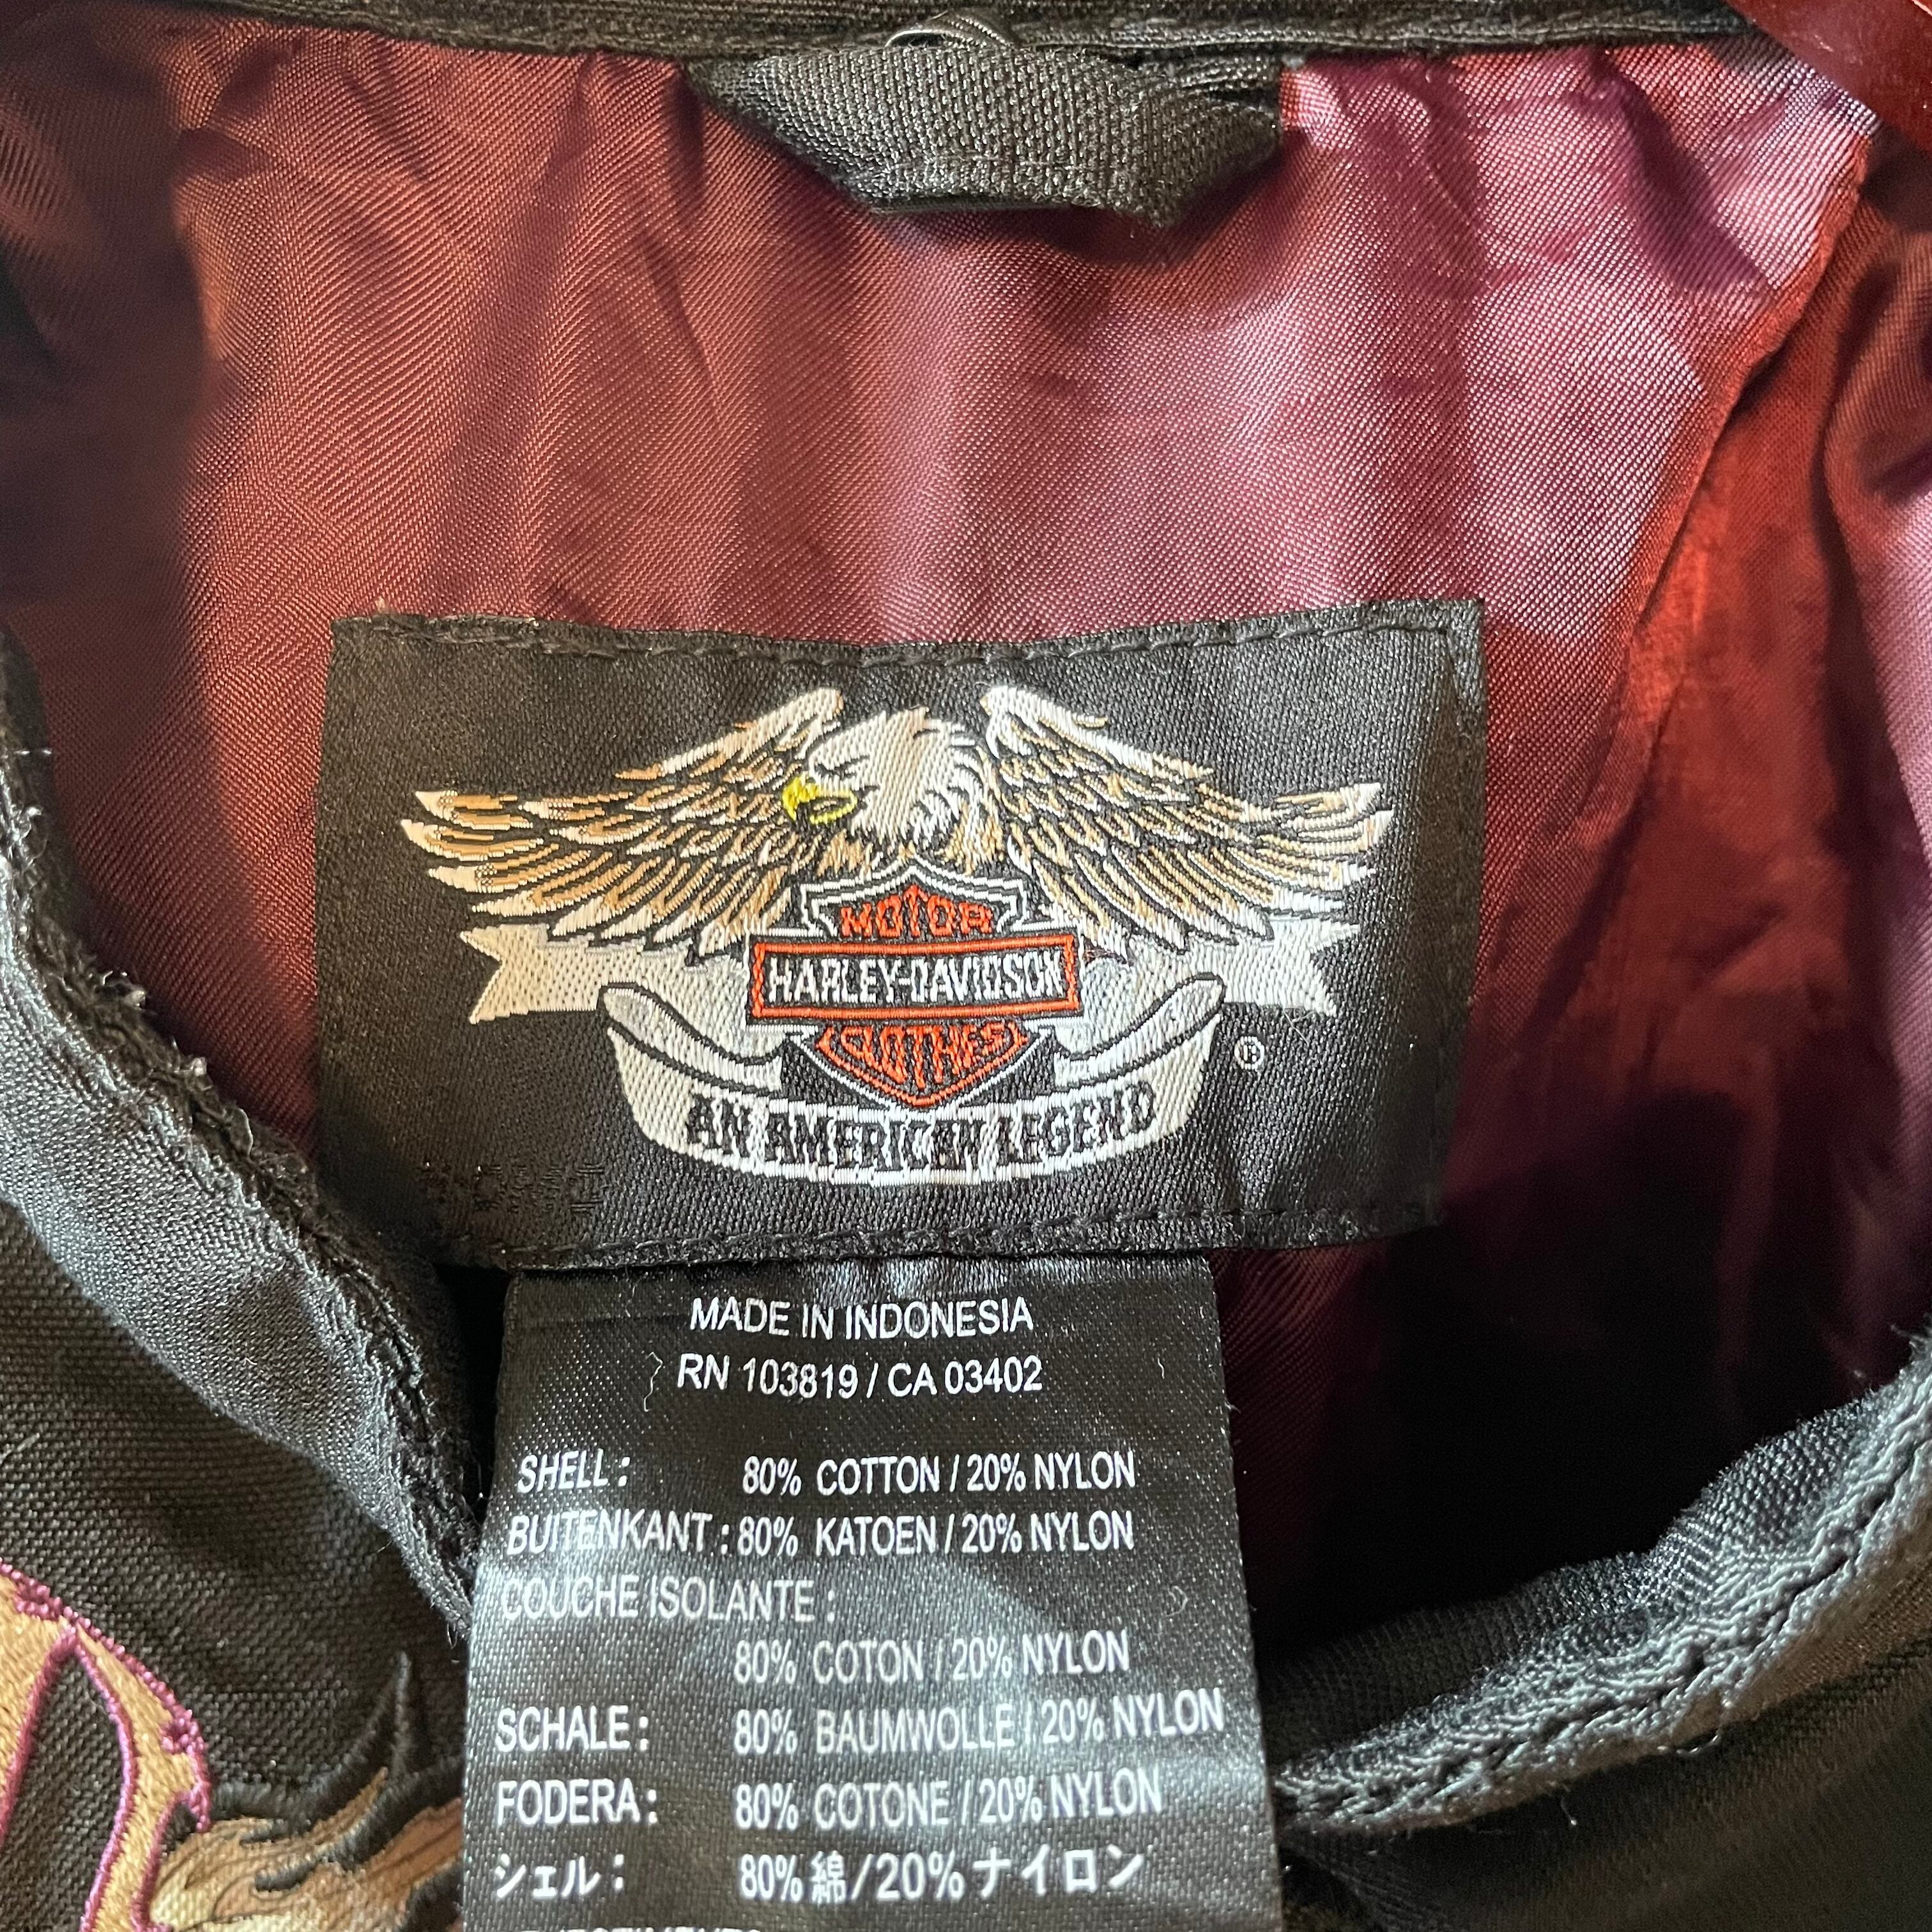 MOTOR
HARLEY-DAVIDSON
CLOTHES
®
AN AMERICAN LEGEND
MADE IN INDONESIA
RN 103819 / CA 03402
SHELL: 80% COTTON / 20% NYLON
BUITENKANT: 80% KATOEN / 20% NYLON
COUCHE ISOLANTE:
80% COTON / 20% NYLON
SCHALE: 80% BAUMWOLLE / 20% NYLON
FODERA: 80% COTONE / 20% NYLON
シェル: 80%綿/20%ナイロン